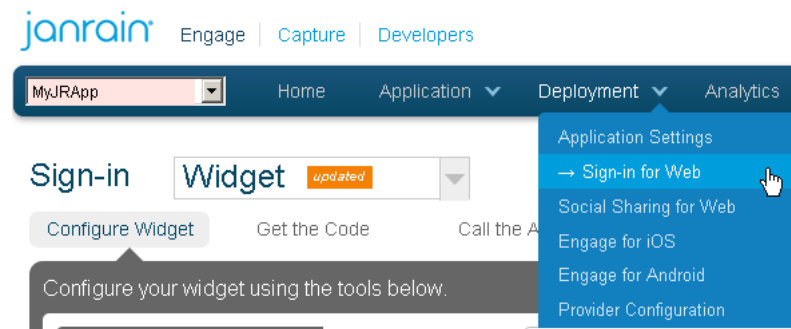 janrain Engage Capture Developers
MyJRApp Home Application Deployment Analytics
Application Settings
→ Sign-in for Web
Social Sharing for Web
Engage for iOS
Engage for Android
Provider Configuration
Sign-in Widget updated
Configure Widget Get the Code Call the A
Configure your widget using the tools below.